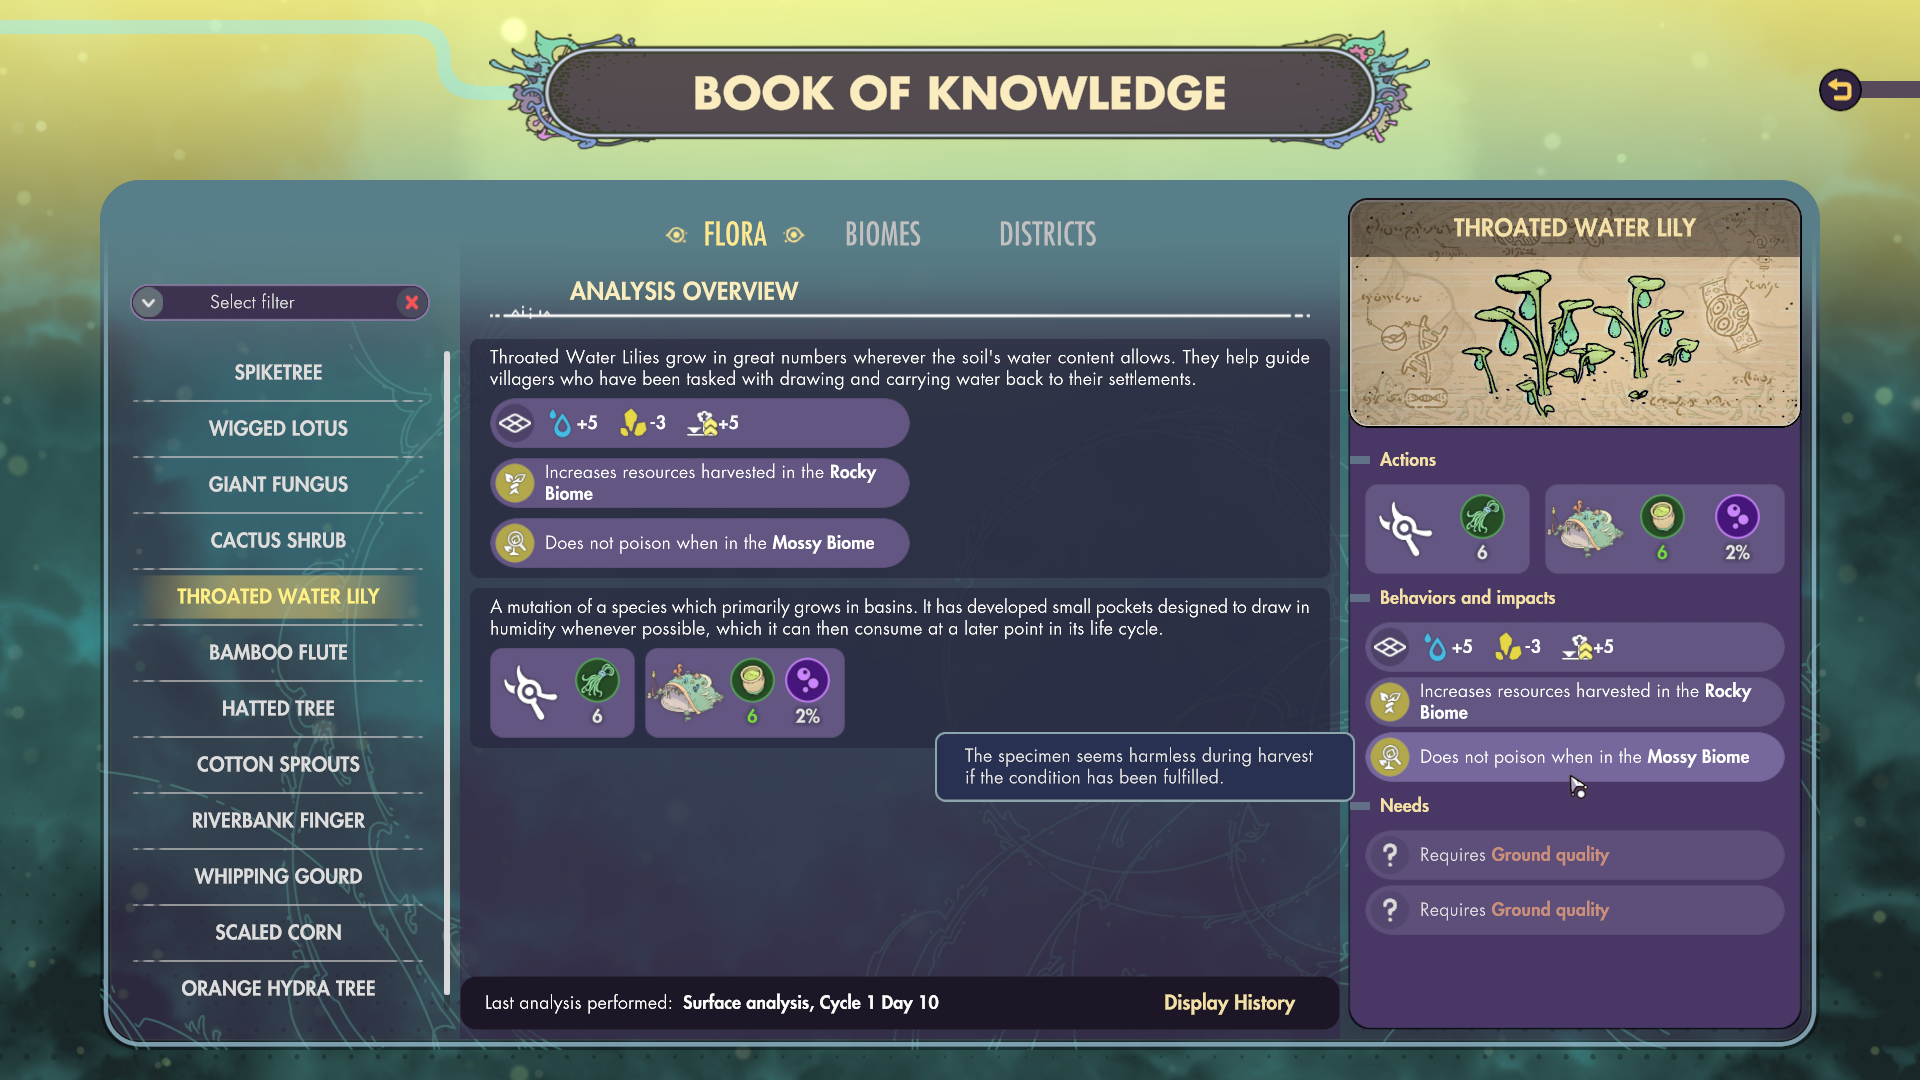 BOOK OF KNOWLEDGE
FLORA
BIOMES
DISTRICTS
Select filter
SPIKETREE
WIGGED LOTUS
GIANT FUNGUS
CACTUS SHRUB
THROATED WATER LILY
BAMBOO FLUTE
HATTED TREE
COTTON SPROUTS
RIVERBANK FINGER
WHIPPING GOURD
SCALED CORN
ORANGE HYDRA TREE
ANALYSIS OVERVIEW
Throated Water Lilies grow in great numbers wherever the soil's water content allows. They help guide
villagers who have been tasked with drawing and carrying water back to their settlements.
+5 -3 +5
Increases resources harvested in the Rocky
Biome
Does not poison when in the Mossy Biome
A mutation of a species which primarily grows in basins. It has developed small pockets designed to draw in
humidity whenever possible, which it can then consume at a later point in its life cycle.
6 6 2%
The specimen seems harmless during harvest
if the condition has been fulfilled.
Last analysis performed: Surface analysis, Cycle 1 Day 10
Display History
THROATED WATER LILY
Actions
6 6 2%
Behaviors and impacts
+5 -3 +5
Increases resources harvested in the Rocky
Biome
Does not poison when in the Mossy Biome
Needs
? Requires Ground quality
? Requires Ground quality